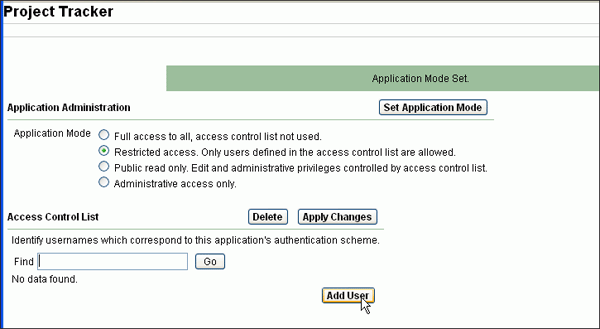 Project Tracker
Application Mode Set.
Application Administration
Set Application Mode
Application Mode
Full access to all, access control list not used.
Restricted access. Only users defined in the access control list are allowed.
Public read only. Edit and administrative privileges controlled by access control list.
Administrative access only.
Access Control List
Delete
Apply Changes
Identify usernames which correspond to this application's authentication scheme.
Find
Go
No data found.
Add User